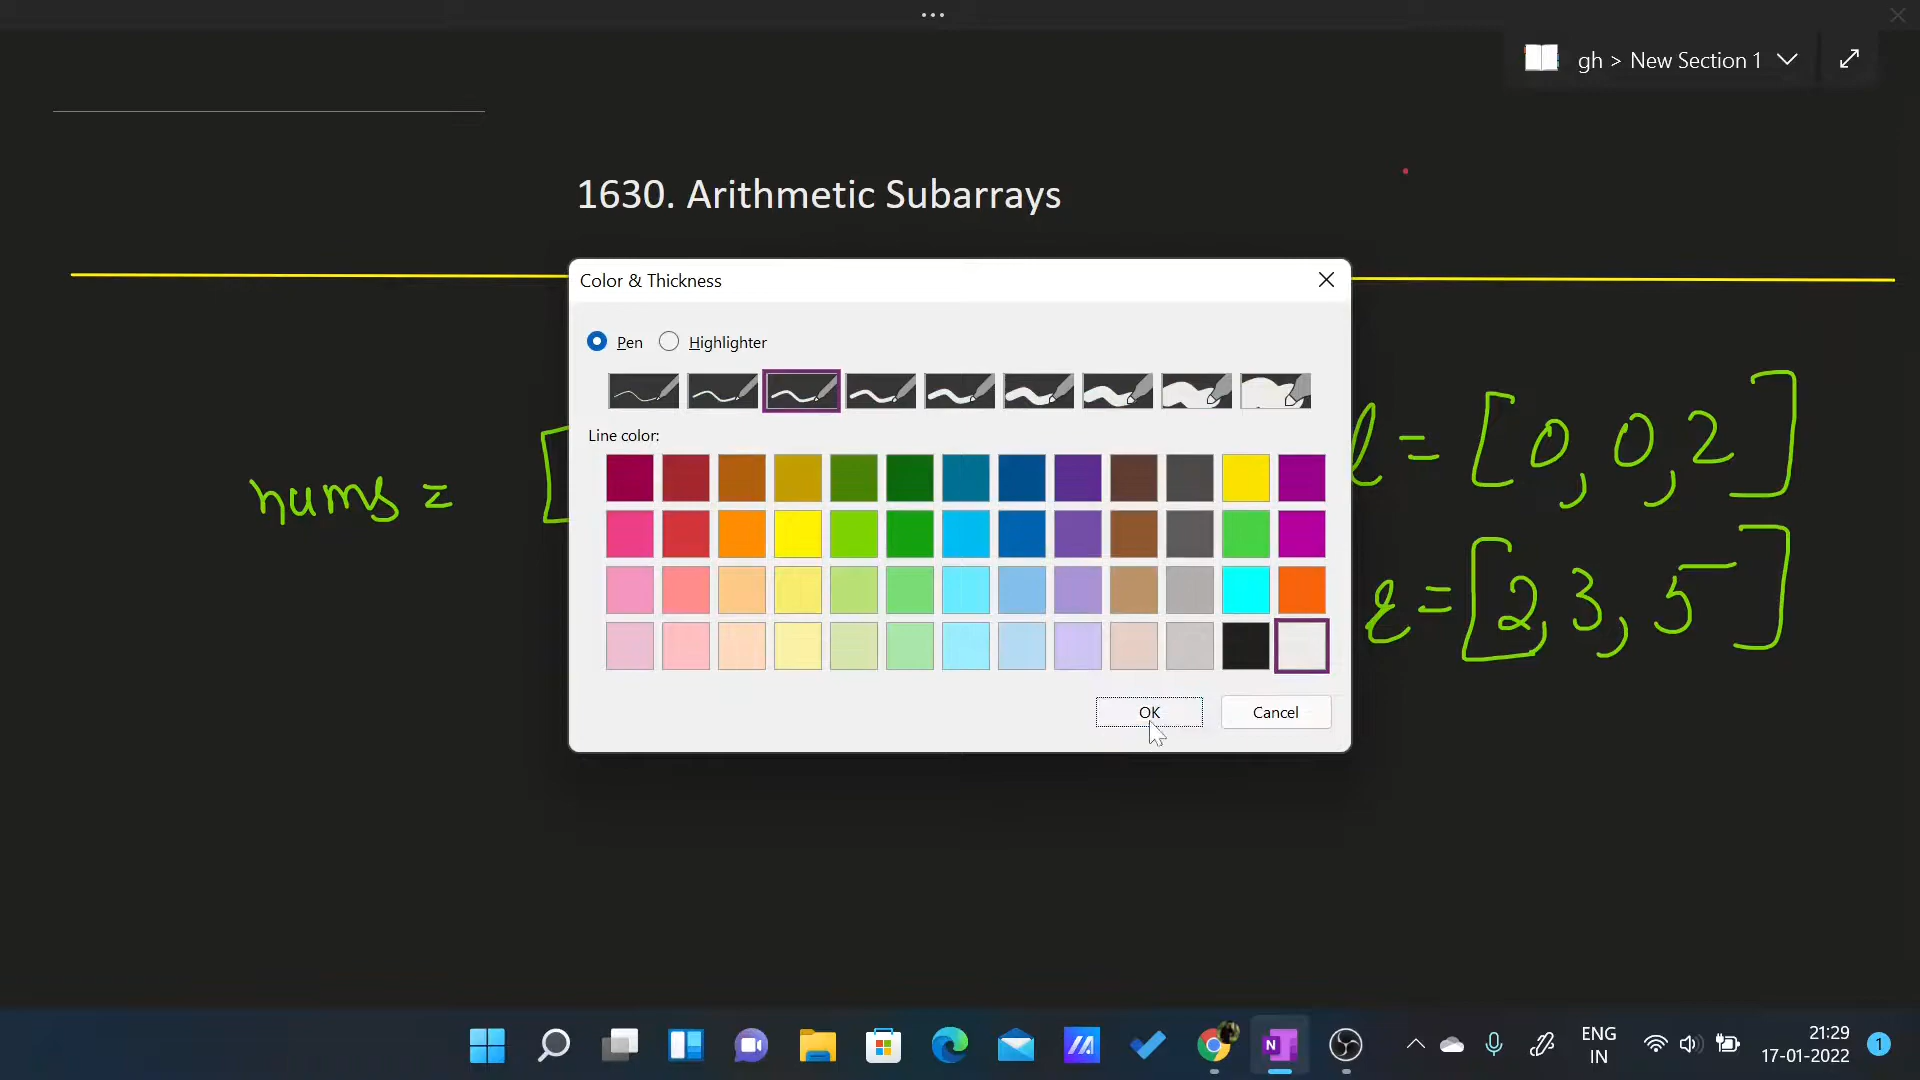 gh > New Section 1
1630. Arithmetic Subarrays
Color & Thickness
Pen Highlighter
Line color:
nums = [
l = [0, 0, 2]
r = [2, 3, 5]
OK Cancel
ENG
IN
21:29
17-01-2022
1